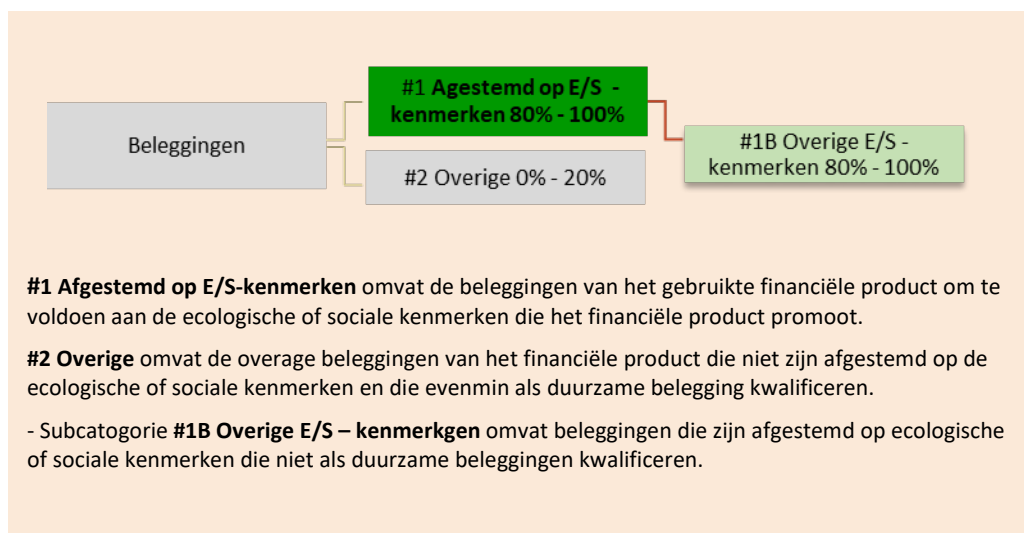 #1 Agestemd op E/S -
kenmerken 80% - 100%
Beleggingen
#1B Overige E/S -
kenmerken 80% - 100%
#2 Overige 0% - 20%
#1 Afgestemd op E/S-kenmerken omvat de beleggingen van het gebruikte financiële product om te
voldoen aan de ecologische of sociale kenmerken die het financiële product promoot.
#2 Overige omvat de overage beleggingen van het financiële product die niet zijn afgestemd op de
ecologische of sociale kenmerken en die evenmin als duurzame belegging kwalificeren.
- Subcatogorie #1B Overige E/S – kenmerkgen omvat beleggingen die zijn afgestemd op ecologische
of sociale kenmerken die niet als duurzame beleggingen kwalificeren.